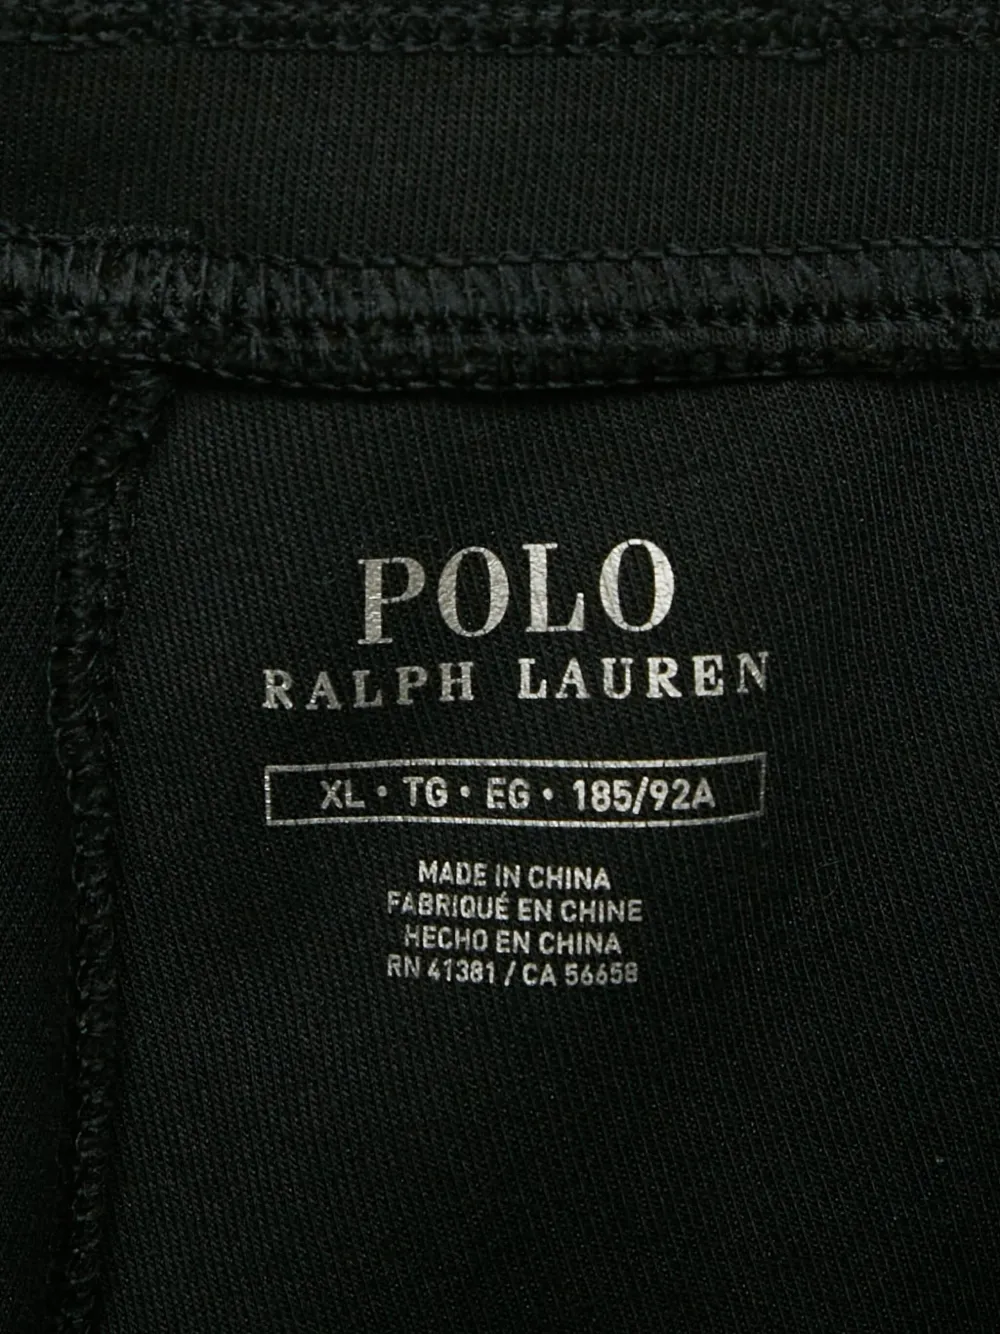 POLO
RALPH LAUREN
XL • TG • EG • 185/92A
MADE IN CHINA
FABRIQUÉ EN CHINE
HECHO EN CHINA
RN 41381 / CA 56658